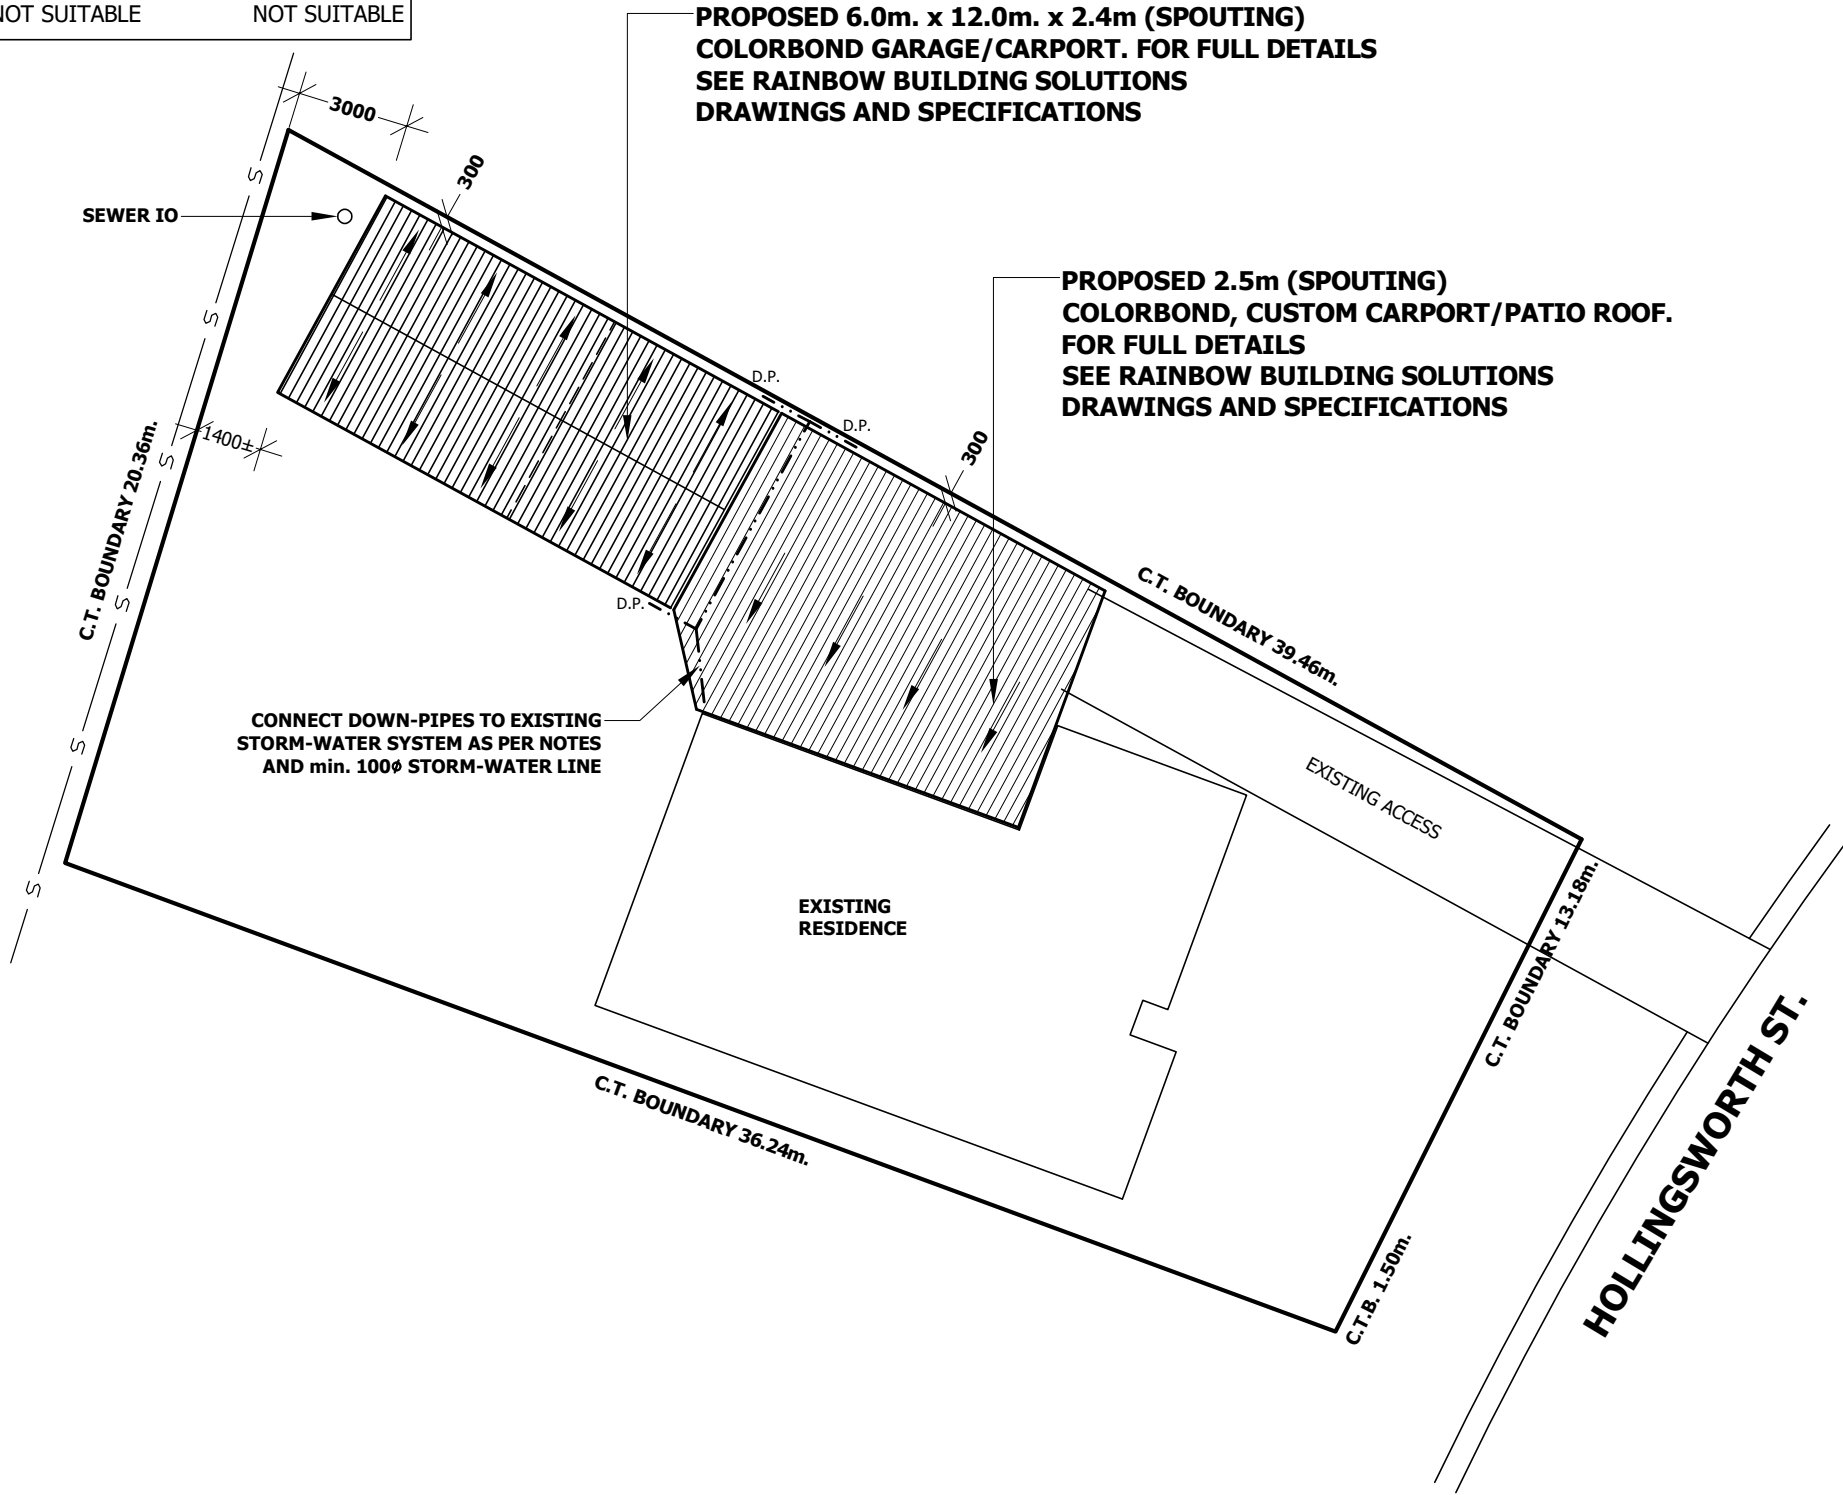 NOT SUITABLE NOT SUITABLE
PROPOSED 6.0m. x 12.0m. x 2.4m (SPOUTING)
COLORBOND GARAGE/CARPORT. FOR FULL DETAILS
SEE RAINBOW BUILDING SOLUTIONS
DRAWINGS AND SPECIFICATIONS
3000
300
SEWER IO
S
S
S
S
S
S
PROPOSED 2.5m (SPOUTING)
COLORBOND, CUSTOM CARPORT/PATIO ROOF.
FOR FULL DETAILS
SEE RAINBOW BUILDING SOLUTIONS
DRAWINGS AND SPECIFICATIONS
D.P.
D.P.
300
1400±
C.T. BOUNDARY 20.36m.
D.P.
C.T. BOUNDARY 39.46m.
CONNECT DOWN-PIPES TO EXISTING
STORM-WATER SYSTEM AS PER NOTES
AND min. 100ø STORM-WATER LINE
EXISTING ACCESS
EXISTING
RESIDENCE
C.T. BOUNDARY 13.18m.
C.T. BOUNDARY 36.24m.
C.T.B. 1.50m.
HOLLINGSWORTH ST.